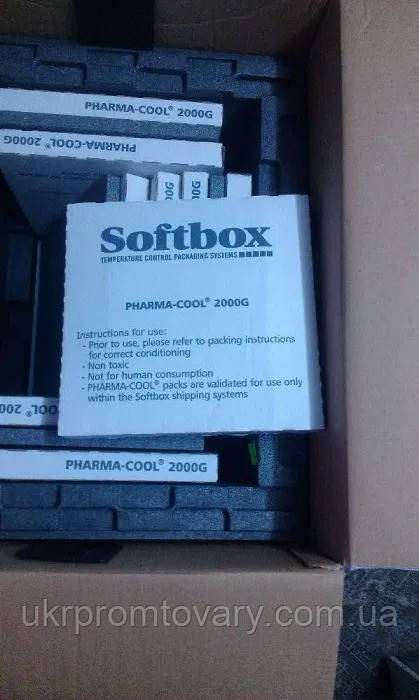 PHARMA-COOL® 2000G
PHARMA-COOL® 2000G
2000G
2000G
Softbox
TEMPERATURE CONTROL PACKAGING SYSTEMS
PHARMA-COOL® 2000G
Instructions for use:
- Prior to use, please refer to packing instructions
for correct conditioning
- Non toxic
- Not for human consumption
- PHARMA-COOL® packs are validated for use only
within the Softbox shipping systems
PHARMA-COOL® 2000G
ukrpromtovary.com.ua